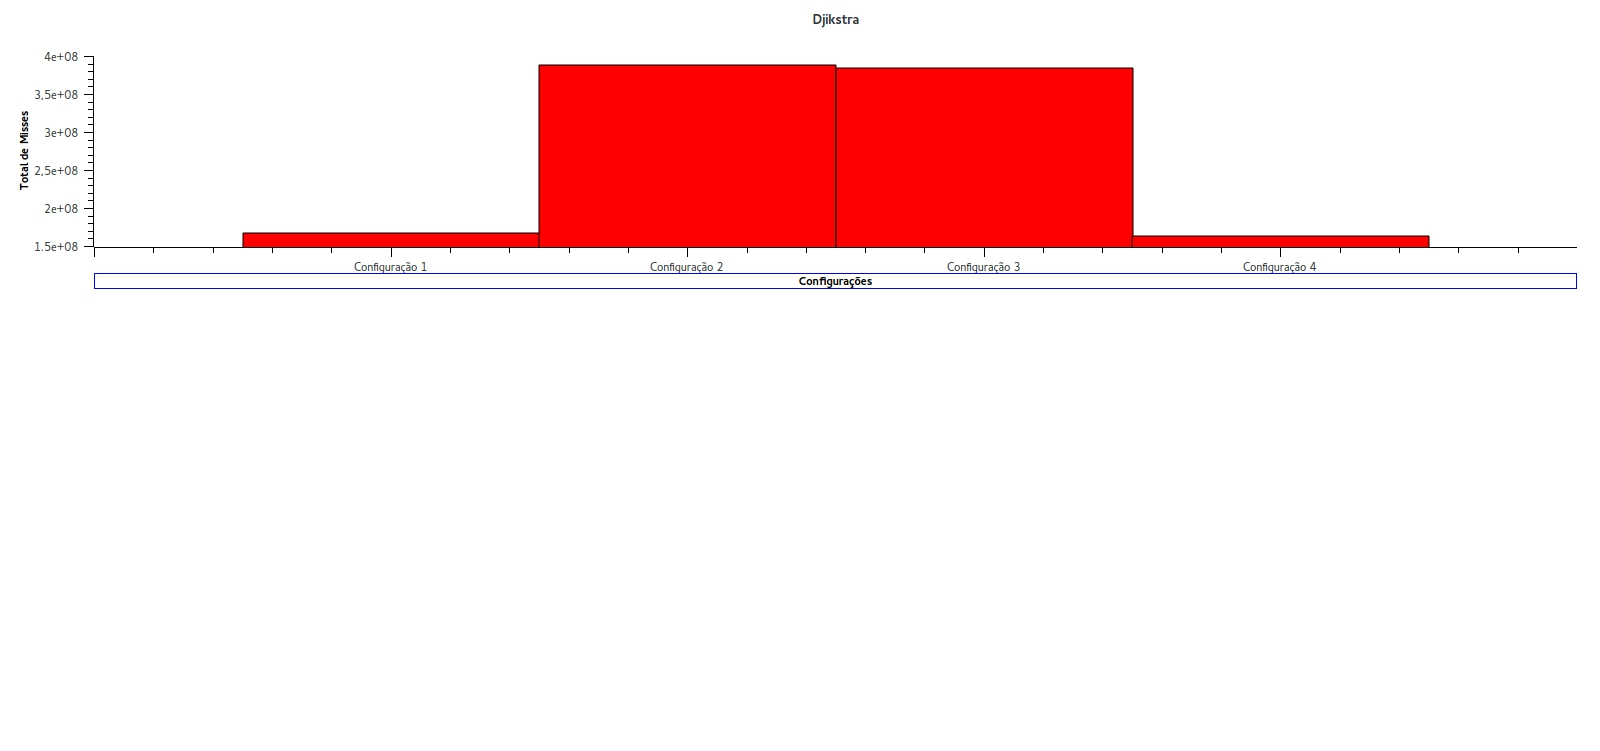 Djikstra
4e+08
3,5e+08
3e+08
2,5e+08
2e+08
1,5e+08
Total de Misses
Configuração 1
Configuração 2
Configuração 3
Configuração 4
Configurações